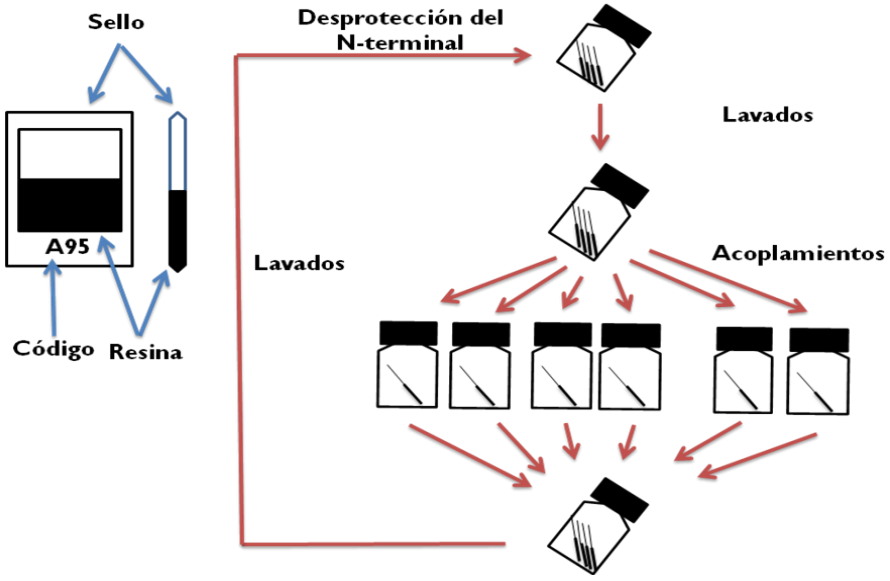 Sello
A95
Código
Resina
Desprotección del
N-terminal
Lavados
Lavados
Acoplamientos